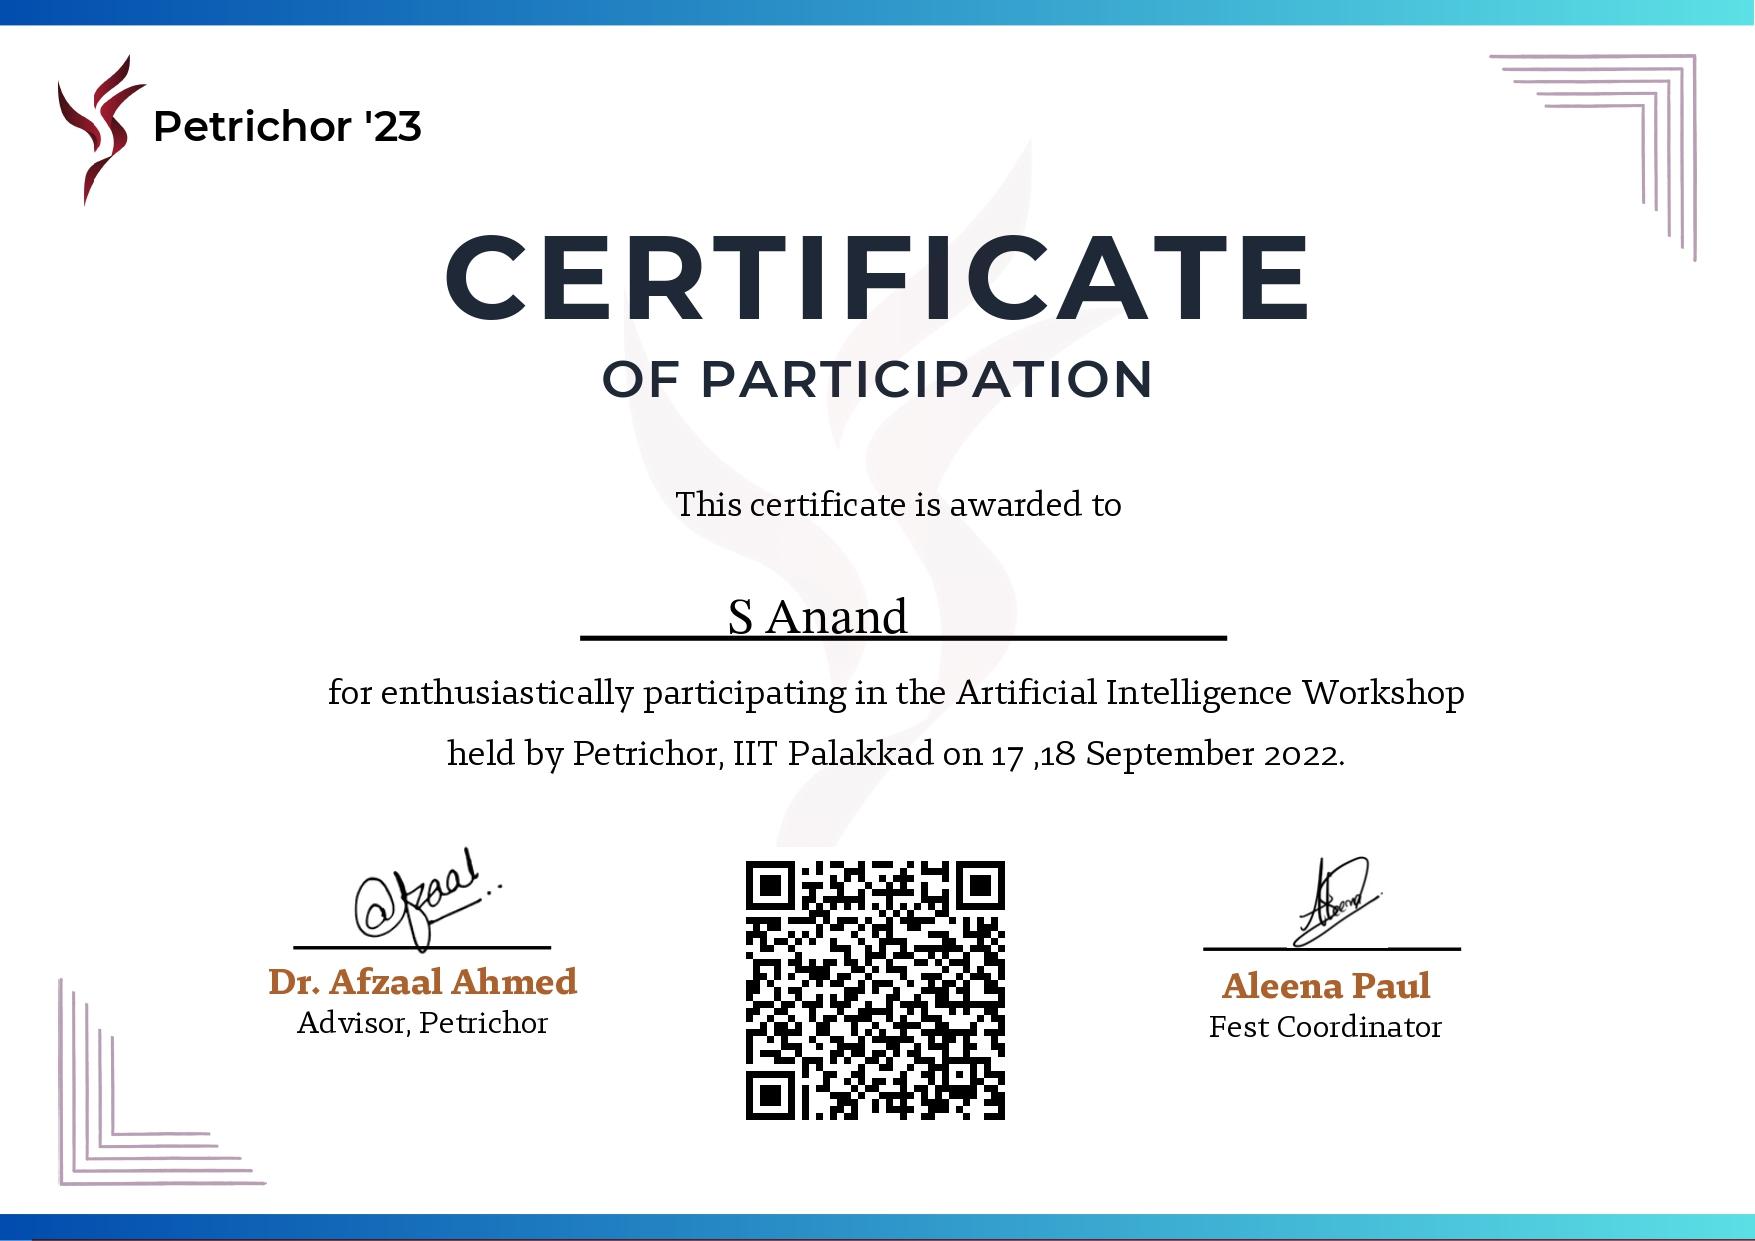 Petrichor '23
CERTIFICATE
OF PARTICIPATION
This certificate is awarded to
S Anand
for enthusiastically participating in the Artificial Intelligence Workshop
held by Petrichor, IIT Palakkad on 17 ,18 September 2022.
@fzaal..
Dr. Afzaal Ahmed
Advisor, Petrichor
Aleena
Aleena Paul
Fest Coordinator